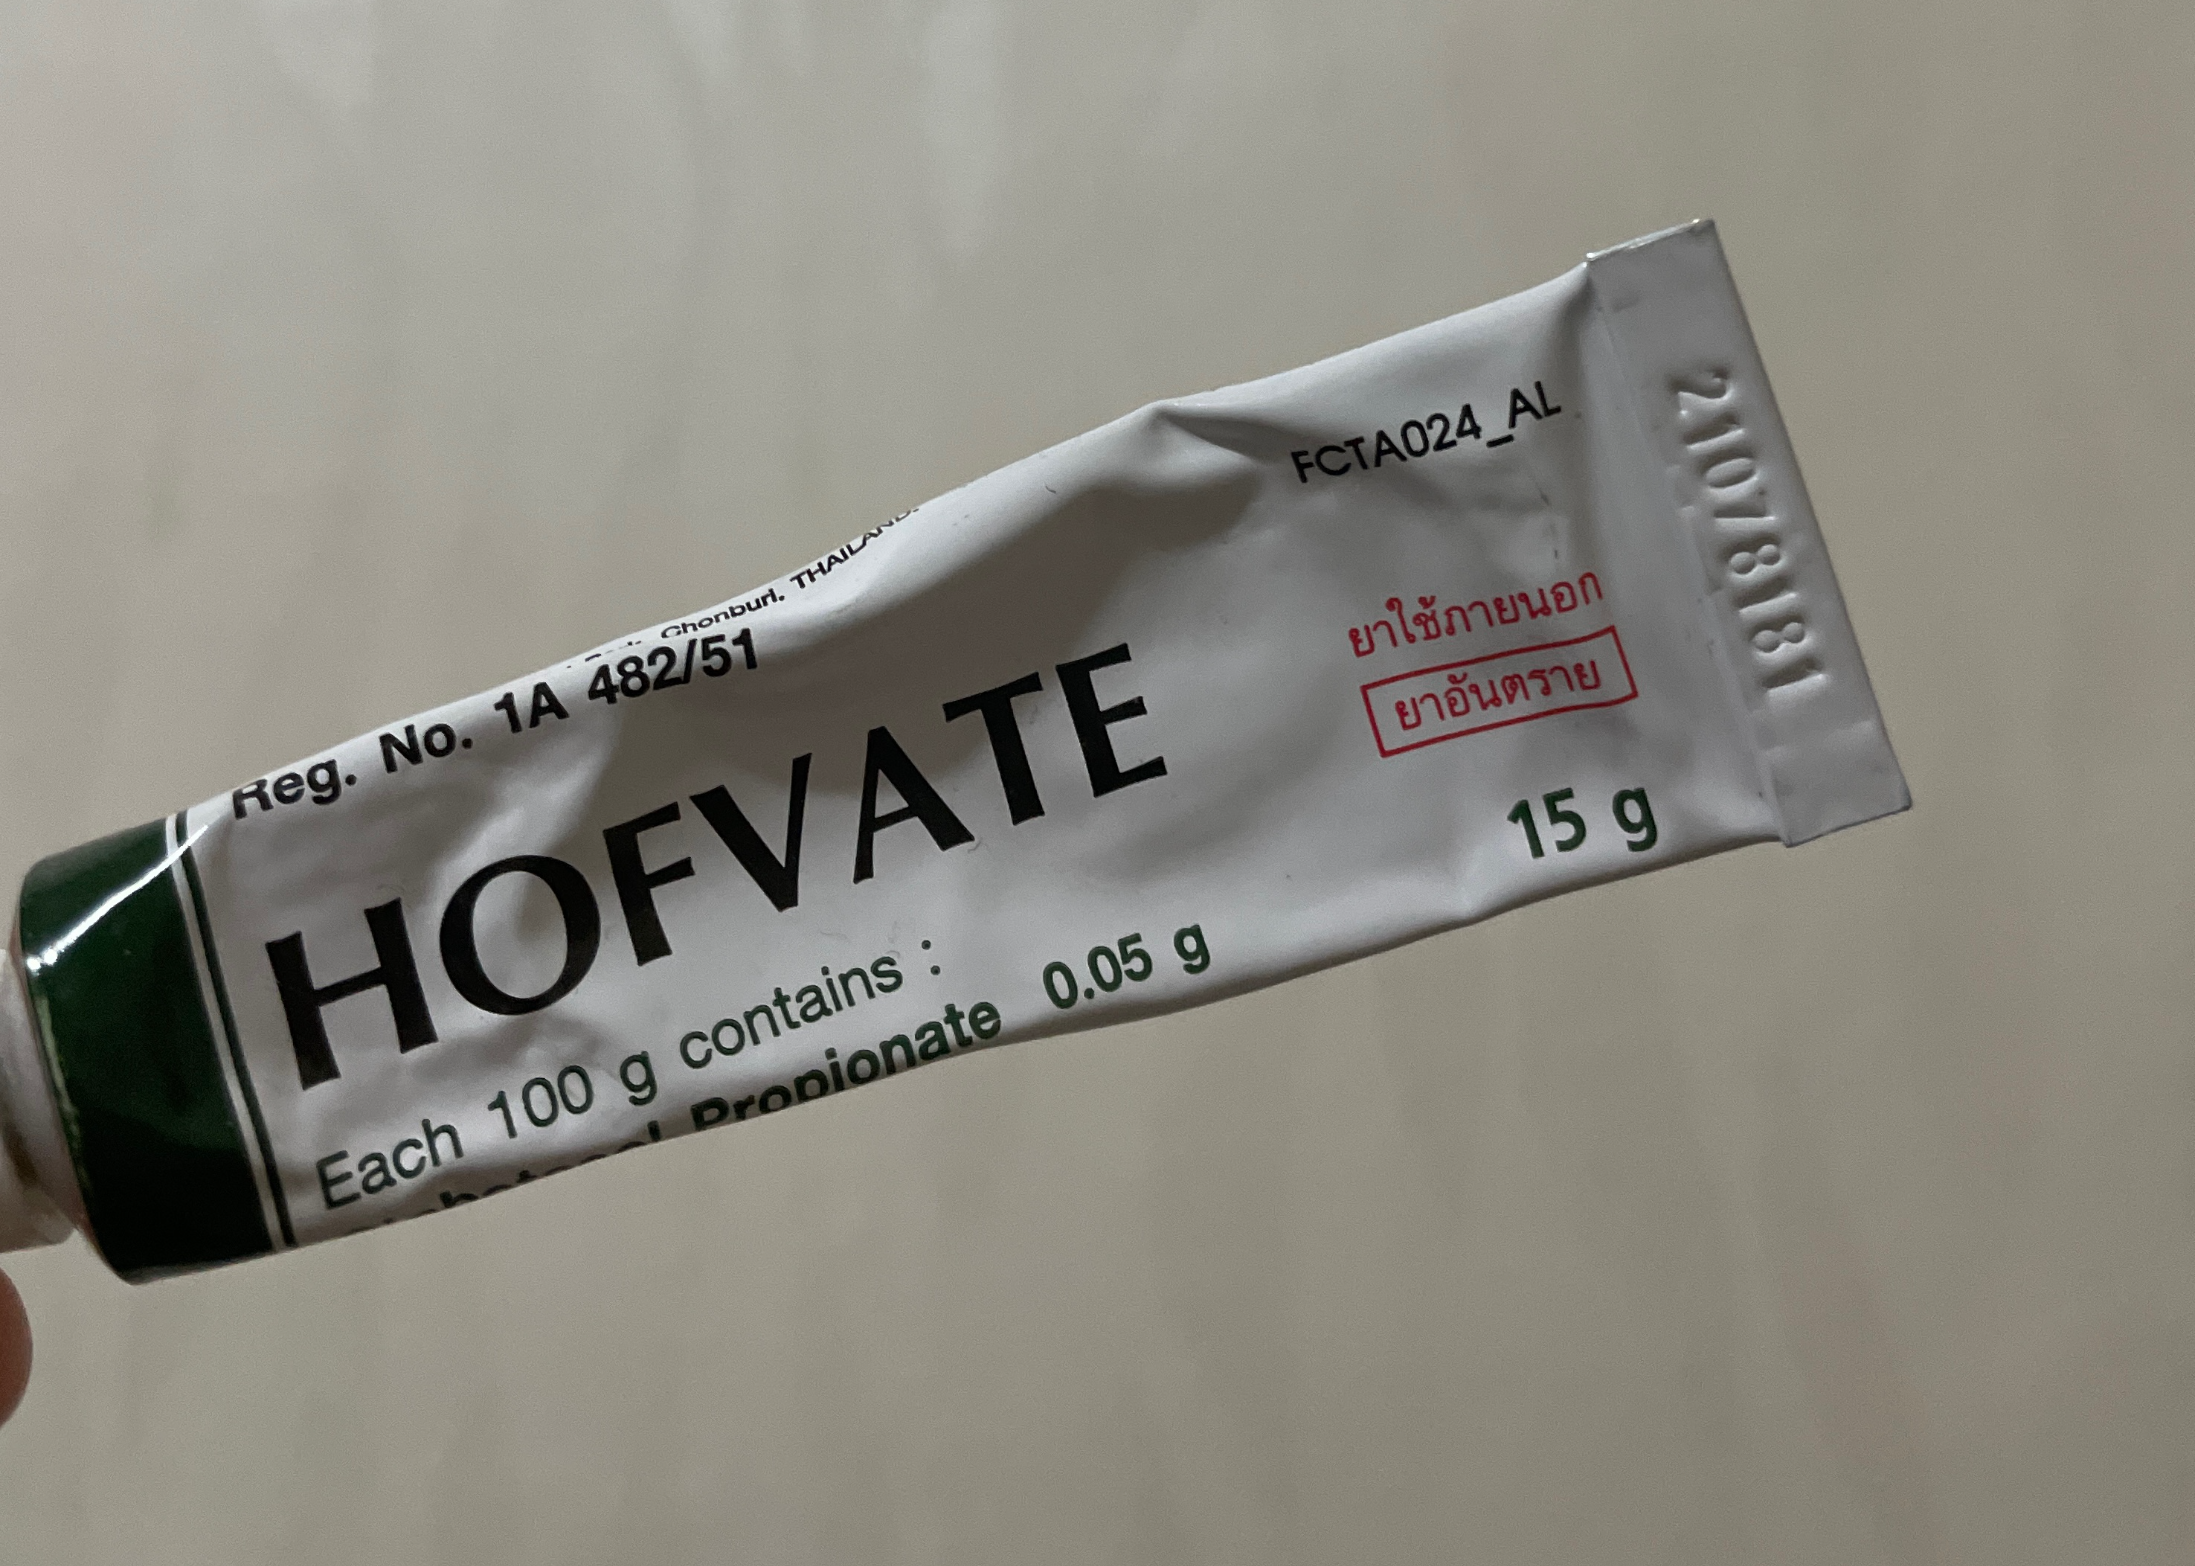 Chonburi. THAILAND.
Reg. No. 1A 482/51
HOFVATE
Each 100 g contains :
Propionate 0.05 g
FCTA024_AL
ยาใช้ภายนอก
ยาอันตราย
15 g
21078181